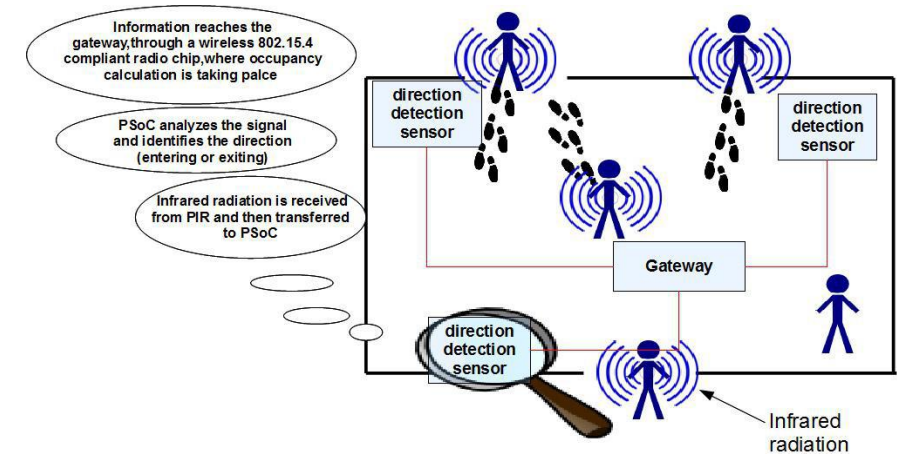 Information reaches the
gateway,through a wireless 802.15.4
compliant radio chip,where occupancy
calculation is taking palce
PSoC analyzes the signal
and identifies the direction
(entering or exiting)
Infrared radiation is received
from PIR and then transferred
to PSoC
direction
detection
sensor
direction
detection
sensor
Gateway
direction
detection
sensor
Infrared
radiation